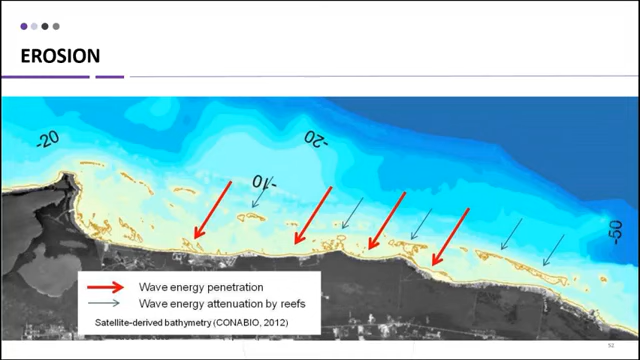 EROSION
-20
-20
-10
-50
Wave energy penetration
Wave energy attenuation by reefs
Satellite-derived bathymetry (CONABIO, 2012)
52